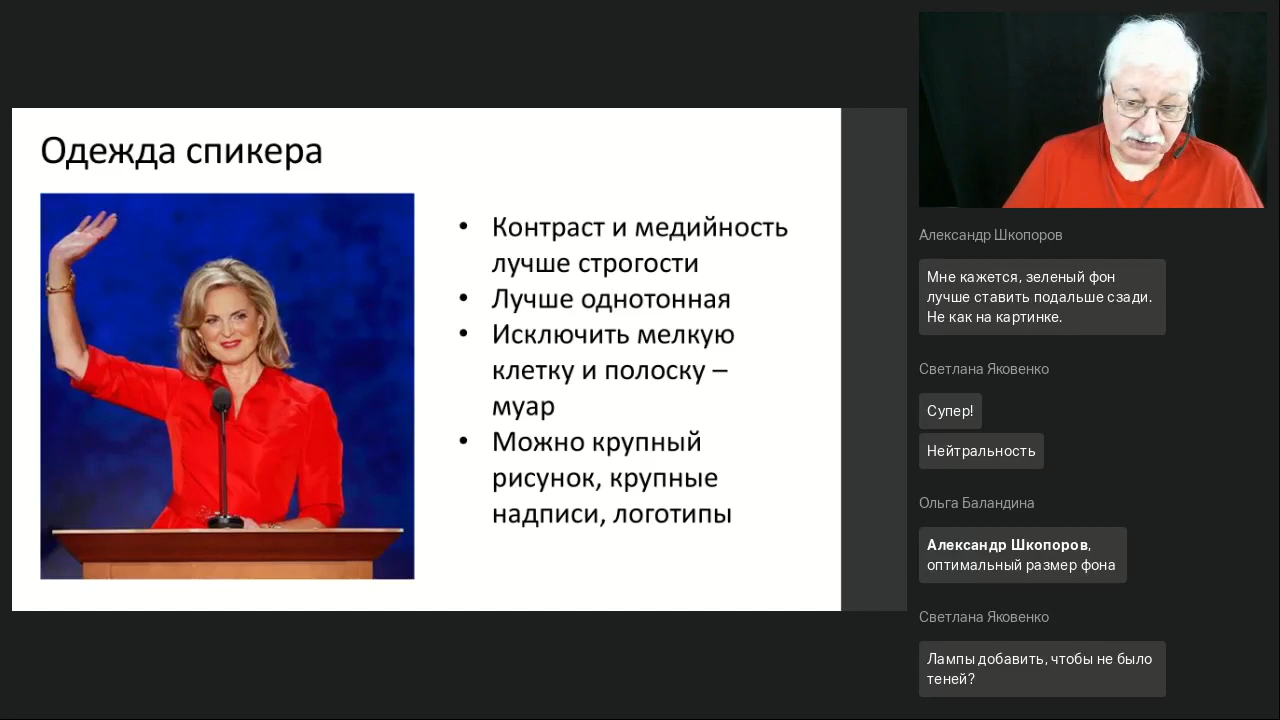 Одежда спикера
• Контраст и медийность
лучше строгости
• Лучше однотонная
• Исключить мелкую
клетку и полоску –
муар
• Можно крупный
рисунок, крупные
надписи, логотипы
Александр Шкопоров
Мне кажется, зеленый фон
лучше ставить подальше сзади.
Не как на картинке.
Светлана Яковенко
Супер!
Нейтральность
Ольга Баландина
Александр Шкопоров,
оптимальный размер фона
Светлана Яковенко
Лампы добавить, чтобы не было
теней?